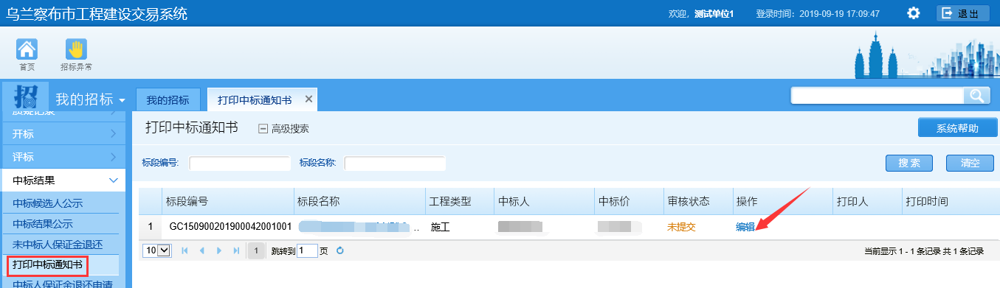 乌兰察布市工程建设交易系统
欢迎, 测试单位1 登录时间: 2019-09-19 17:09:47 退出
首页 招标异常
招 我的招标 我的招标 打印中标通知书
质疑记录
开标
评标
中标结果
中标候选人公示
中标结果公示
未中标人保证金退还
打印中标通知书
中标人保证金退还申请
打印中标通知书 高级搜索 系统帮助
标段编号: 标段名称: 搜索 清空
标段编号 标段名称 工程类型 中标人 中标价 审核状态 操作 打印人 打印时间
1 GC150900201900042001001 .. 施工 未提交 编辑
10 1 跳转到 1 页 当前显示 1 - 1 条记录 共 1 条记录